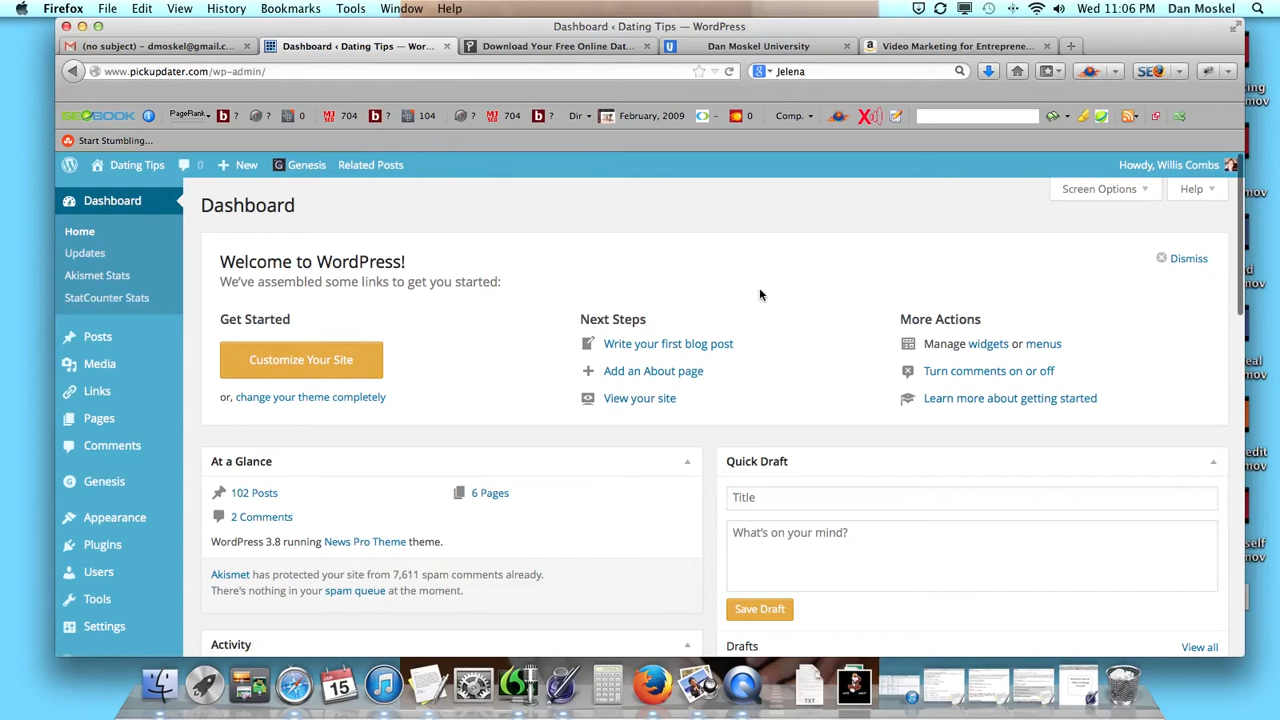 Firefox File Edit View History Bookmarks Tools Window Help Wed 11:06 PM Dan Moskel
Dashboard ‹ Dating Tips — WordPress
(no subject) – dmoskel@gmail.c... Dashboard ‹ Dating Tips — Wor... Download Your Free Online Dat... Dan Moskel University Video Marketing for Entreprene...
www.pickupdater.com/wp-admin/ Jelena
SEOBOOK PageRank b ? ? 0 704 b ? 104 ? 704 b ? Dir February, 2009 0 Comp.
Start Stumbling...
Dating Tips 0 New Genesis Related Posts Howdy, Willis Combs
Dashboard
Screen Options Help
Dashboard
Home
Updates
Akismet Stats
StatCounter Stats
Posts
Media
Links
Pages
Comments
Genesis
Appearance
Plugins
Users
Tools
Settings
Welcome to WordPress!
Dismiss
We've assembled some links to get you started:
Get Started
Customize Your Site
or, change your theme completely
Next Steps
Write your first blog post
Add an About page
View your site
More Actions
Manage widgets or menus
Turn comments on or off
Learn more about getting started
At a Glance
102 Posts 6 Pages
2 Comments
WordPress 3.8 running News Pro Theme theme.
Akismet has protected your site from 7,611 spam comments already.
There's nothing in your spam queue at the moment.
Activity
Quick Draft
Title
What's on your mind?
Save Draft
Drafts
View all
JAN
15
TXT